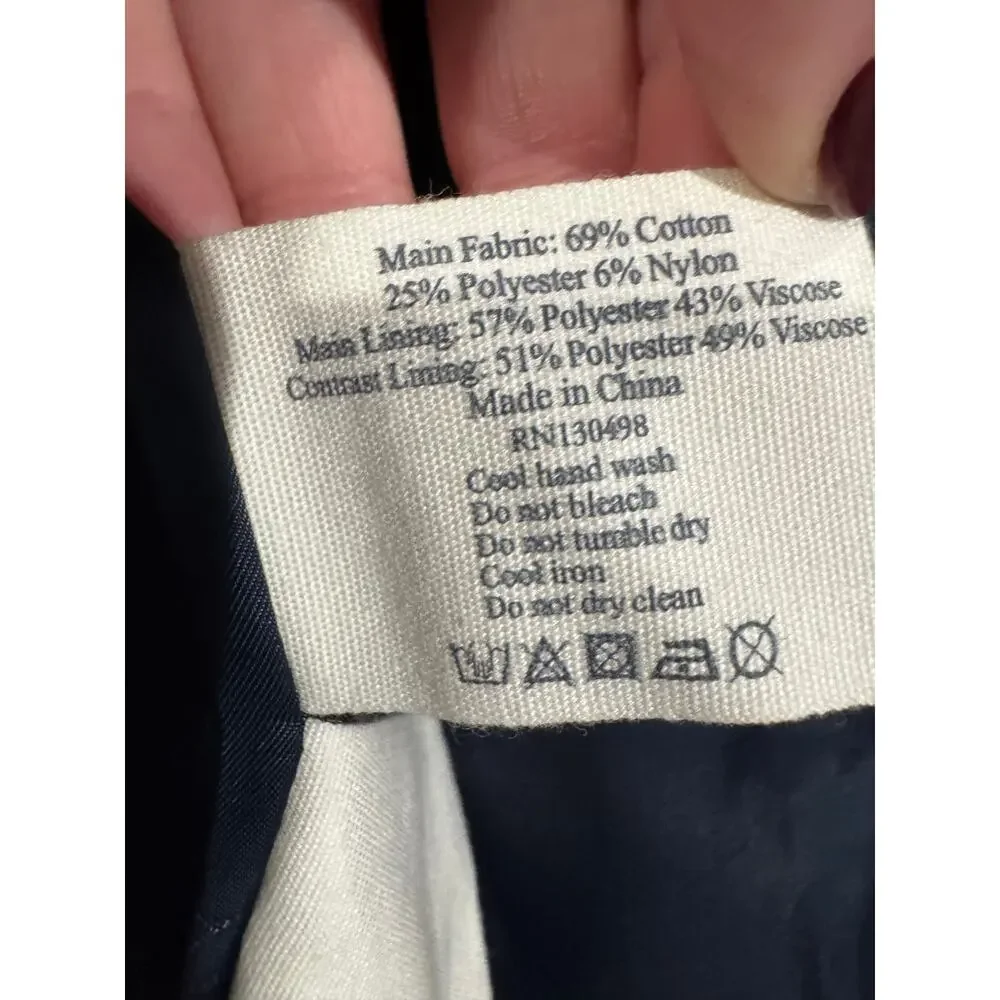 Main Fabric: 69% Cotton
25% Polyester 6% Nylon
Main Lining: 57% Polyester 43% Viscose
Contrast Lining: 51% Polyester 49% Viscose
Made in China
RN130498
Cool hand wash
Do not bleach
Do not tumble dry
Cool iron
Do not dry clean